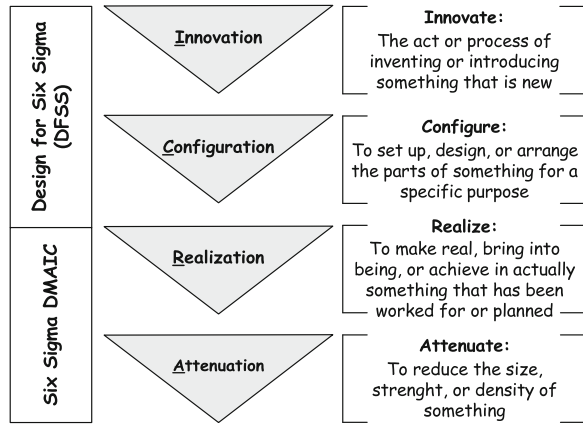 Design for Six Sigma
(DFSS)
Innovation
Innovate:
The act or process of
inventing or introducing
something that is new
Configuration
Configure:
To set up, design, or arrange
the parts of something for a
specific purpose
Six Sigma DMAIC
Realization
Realize:
To make real, bring into
being, or achieve in actually
something that has been
worked for or planned
Attenuation
Attenuate:
To reduce the size,
strenght, or density of
something